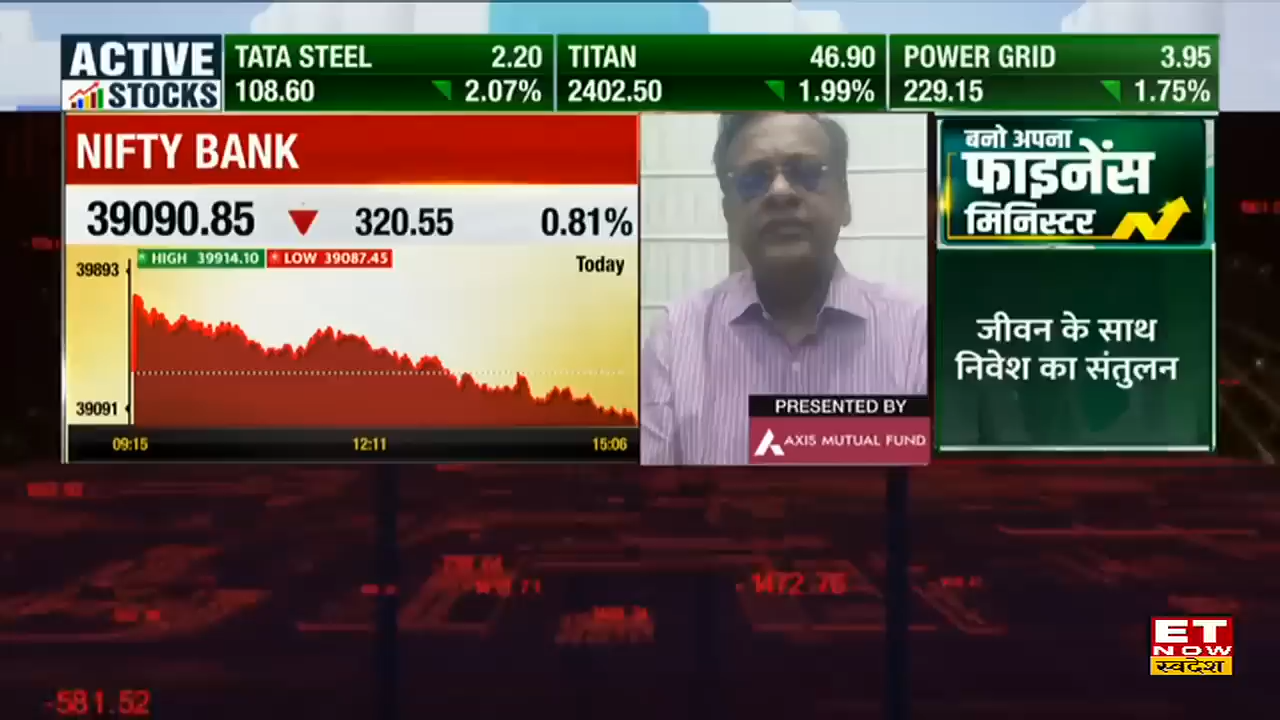 ACTIVE
STOCKS
TATA STEEL 2.20
108.60 2.07%
TITAN 46.90
2402.50 1.99%
POWER GRID 3.95
229.15 1.75%
NIFTY BANK
39090.85 320.55 0.81%
HIGH 39914.10 LOW 39087.45
Today
39893
39091
09:15 12:11 15:06
PRESENTED BY
AXIS MUTUAL FUND
बनो अपना
फाइनेंस
मिनिस्टर
जीवन के साथ
निवेश का संतुलन
-1472.76
-581.52
ET
NOW
स्वदेश